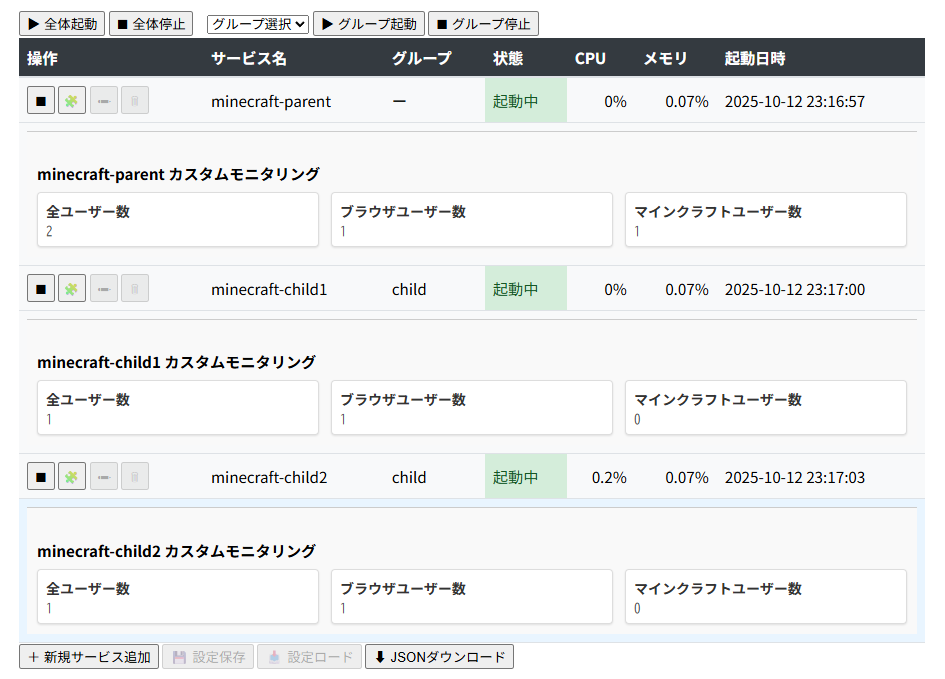 ▶ 全体起動 ■ 全体停止 グループ選択 ▶ グループ起動 ■ グループ停止
操作 サービス名 グループ 状態 CPU メモリ 起動日時
minecraft-parent ー 起動中 0% 0.07% 2025-10-12 23:16:57
minecraft-parent カスタムモニタリング
全ユーザー数 ブラウザユーザー数 マインクラフトユーザー数
2 1 1
minecraft-child1 child 起動中 0% 0.07% 2025-10-12 23:17:00
minecraft-child1 カスタムモニタリング
全ユーザー数 ブラウザユーザー数 マインクラフトユーザー数
1 1 0
minecraft-child2 child 起動中 0.2% 0.07% 2025-10-12 23:17:03
minecraft-child2 カスタムモニタリング
全ユーザー数 ブラウザユーザー数 マインクラフトユーザー数
1 1 0
＋ 新規サービス追加 設定保存 設定ロード ⬇ JSONダウンロード